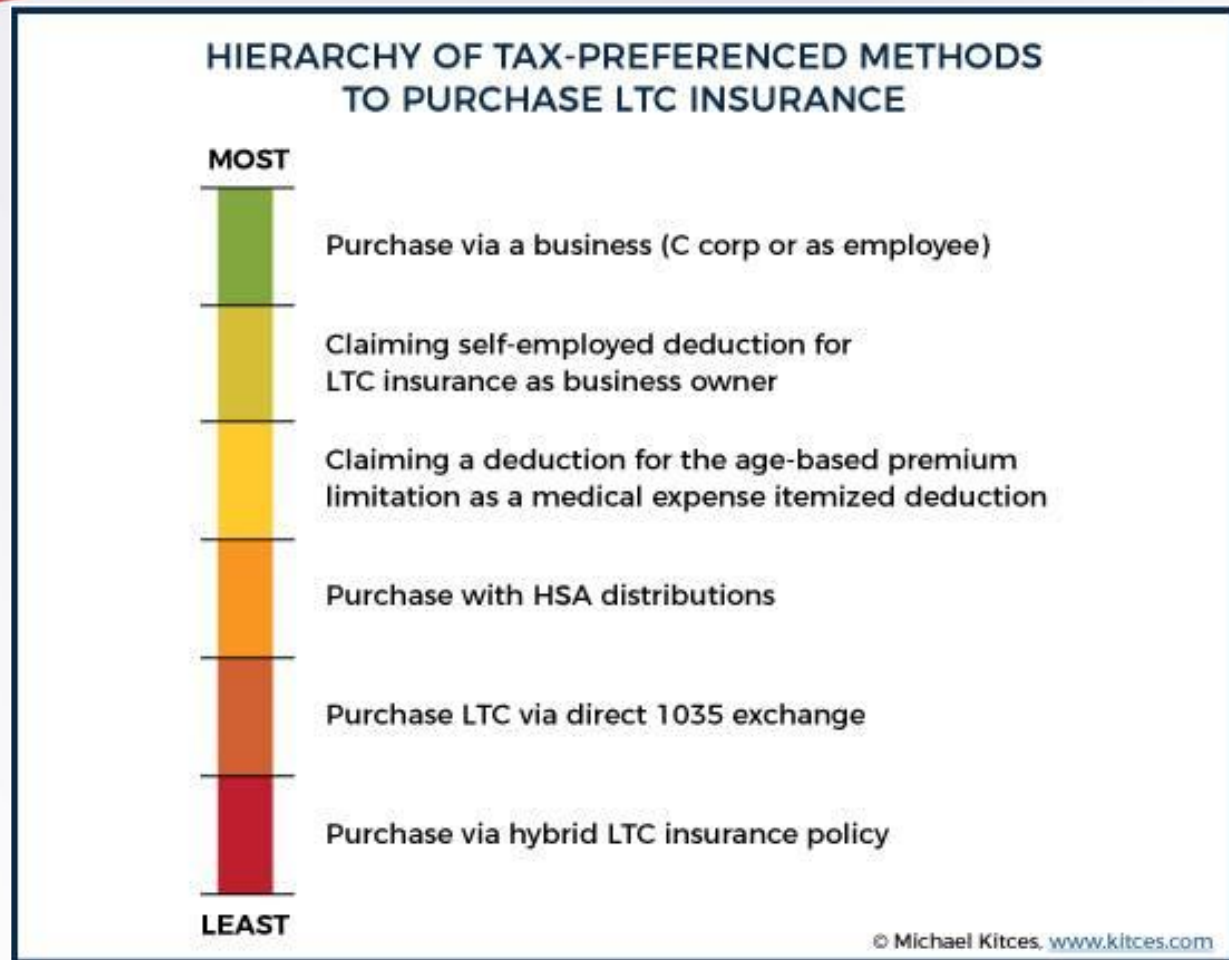 HIERARCHY OF TAX-PREFERENCED METHODS
TO PURCHASE LTC INSURANCE
MOST
Purchase via a business (C corp or as employee)
Claiming self-employed deduction for
LTC insurance as business owner
Claiming a deduction for the age-based premium
limitation as a medical expense itemized deduction
Purchase with HSA distributions
Purchase LTC via direct 1035 exchange
Purchase via hybrid LTC insurance policy
LEAST
© Michael Kitces, www.kitces.com